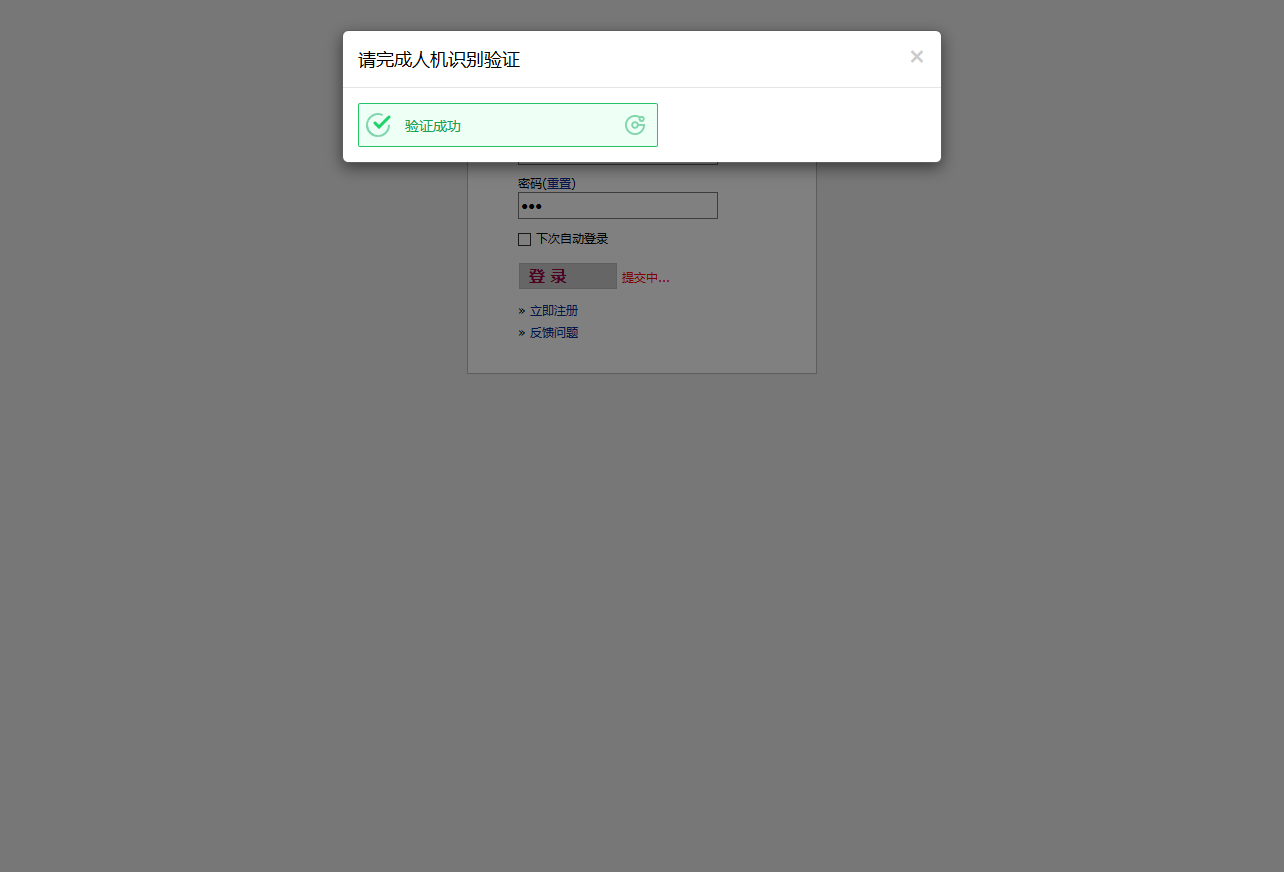 请完成人机识别验证
×
验证成功
密码(重置)
•••
下次自动登录
登 录 提交中...
» 立即注册
» 反馈问题